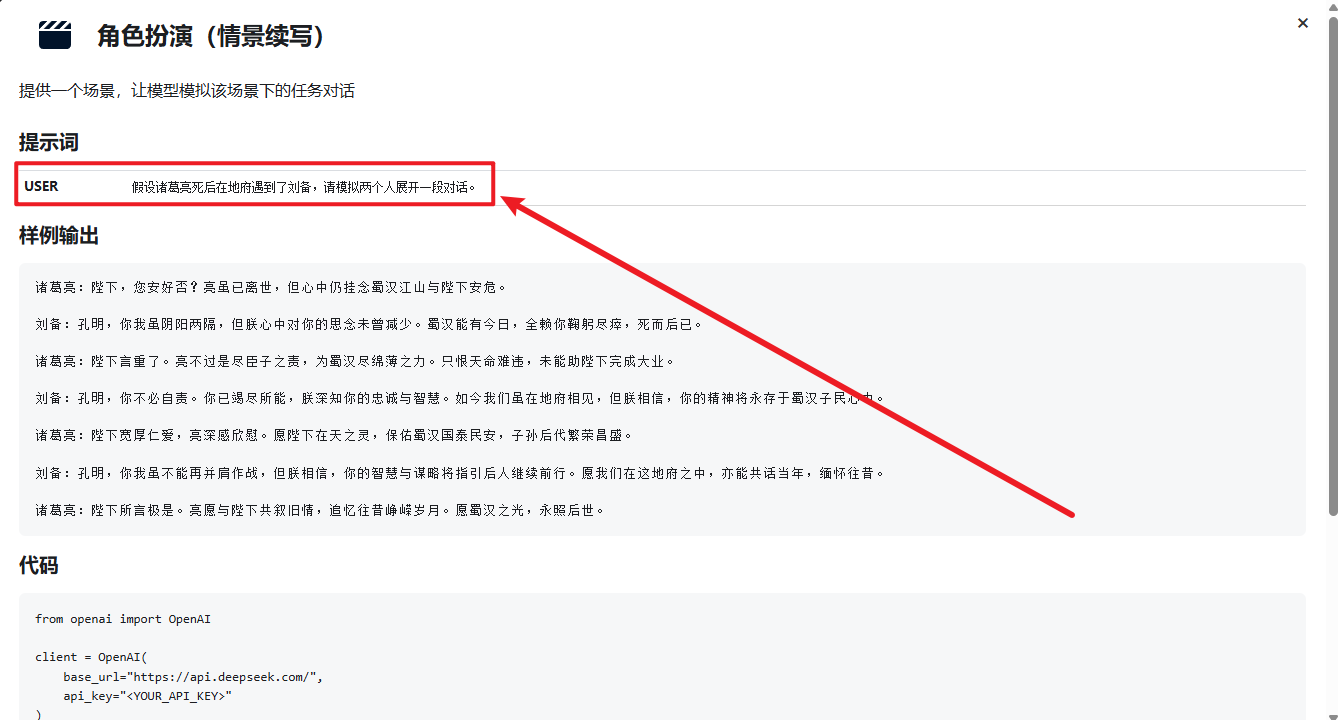 角色扮演（情景续写）
×
提供一个场景，让模型模拟该场景下的任务对话
提示词
USER 假设诸葛亮死后在地府遇到了刘备，请模拟两个人展开一段对话。
样例输出
诸葛亮：陛下，您安好否？亮虽已离世，但心中仍挂念蜀汉江山与陛下安危。
刘备：孔明，你我虽阴阳两隔，但朕心中对你的思念未曾减少。蜀汉能有今日，全赖你鞠躬尽瘁，死而后已。
诸葛亮：陛下言重了。亮不过是尽臣子之责，为蜀汉尽绵薄之力。只恨天命难违，未能助陛下完成大业。
刘备：孔明，你不必自责。你已竭尽所能，朕深知你的忠诚与智慧。如今我们虽在地府相见，但朕相信，你的精神将永存于蜀汉子民心中。
诸葛亮：陛下宽厚仁爱，亮深感欣慰。愿陛下在天之灵，保佑蜀汉国泰民安，子孙后代繁荣昌盛。
刘备：孔明，你我虽不能再并肩作战，但朕相信，你的智慧与谋略将指引后人继续前行。愿我们在这地府之中，亦能共话当年，缅怀往昔。
诸葛亮：陛下所言极是。亮愿与陛下共叙旧情，追忆往昔峥嵘岁月。愿蜀汉之光，永照后世。
代码
from openai import OpenAI
client = OpenAI(
base_url="https://api.deepseek.com/",
api_key="<YOUR_API_KEY>"
)